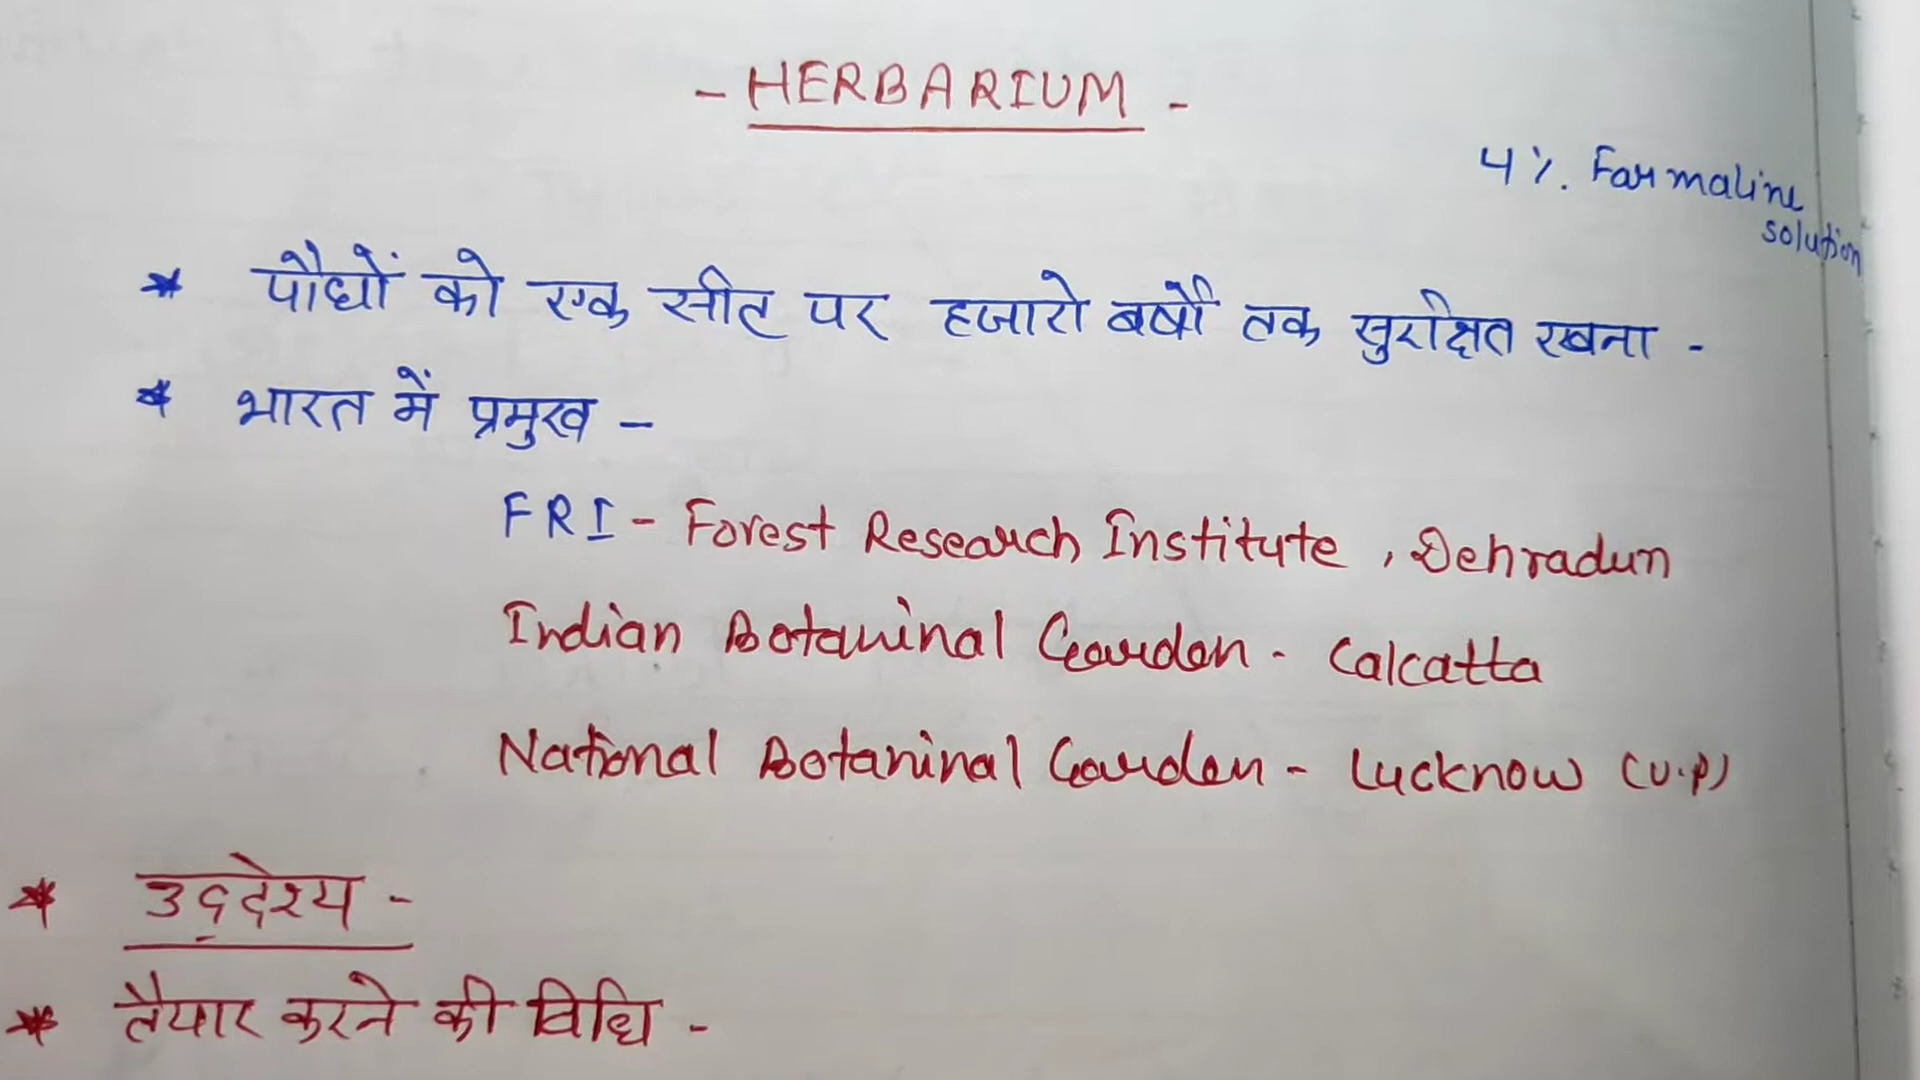 - HERBARIUM -
4%. Farmaline
solution
* पौधों को एक सीट पर हजारो बर्षो तक सुरक्षित रखना -
* भारत में प्रमुख -
FRI - Forest Research Institute , Dehradun
Indian Botaninal Garden - Calcatta
National Botaninal Garden - Lucknow (U.P)
* उद्देश्य -
* तैयार करने की विधि -